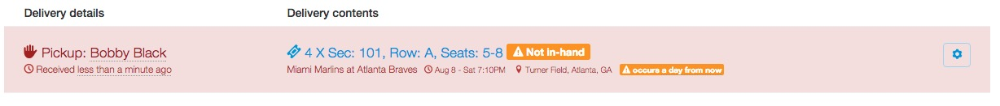 Delivery details Delivery contents
Pickup: Bobby Black 4 X Sec: 101, Row: A, Seats: 5-8 Not in-hand
Received less than a minute ago Miami Marlins at Atlanta Braves Aug 8 - Sat 7:10PM Turner Field, Atlanta, GA occurs a day from now